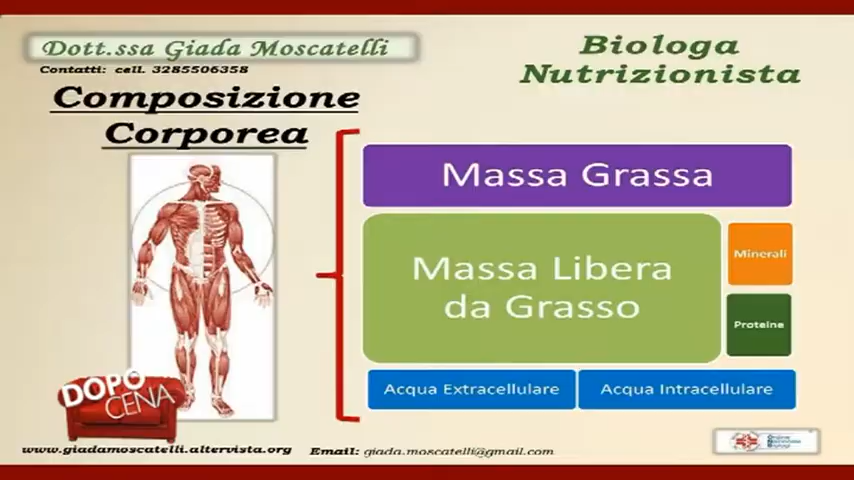 Dott.ssa Giada Moscatelli
Contatti: cell. 3285506358
Biologa
Nutrizionista
Composizione
Corporea
Massa Grassa
Massa Libera
da Grasso
Minerali
Proteine
Acqua Extracellulare
Acqua Intracellulare
DOPO
CENA
www.giadamoscatelli.altervista.org
Email: giada.moscatelli@gmail.com